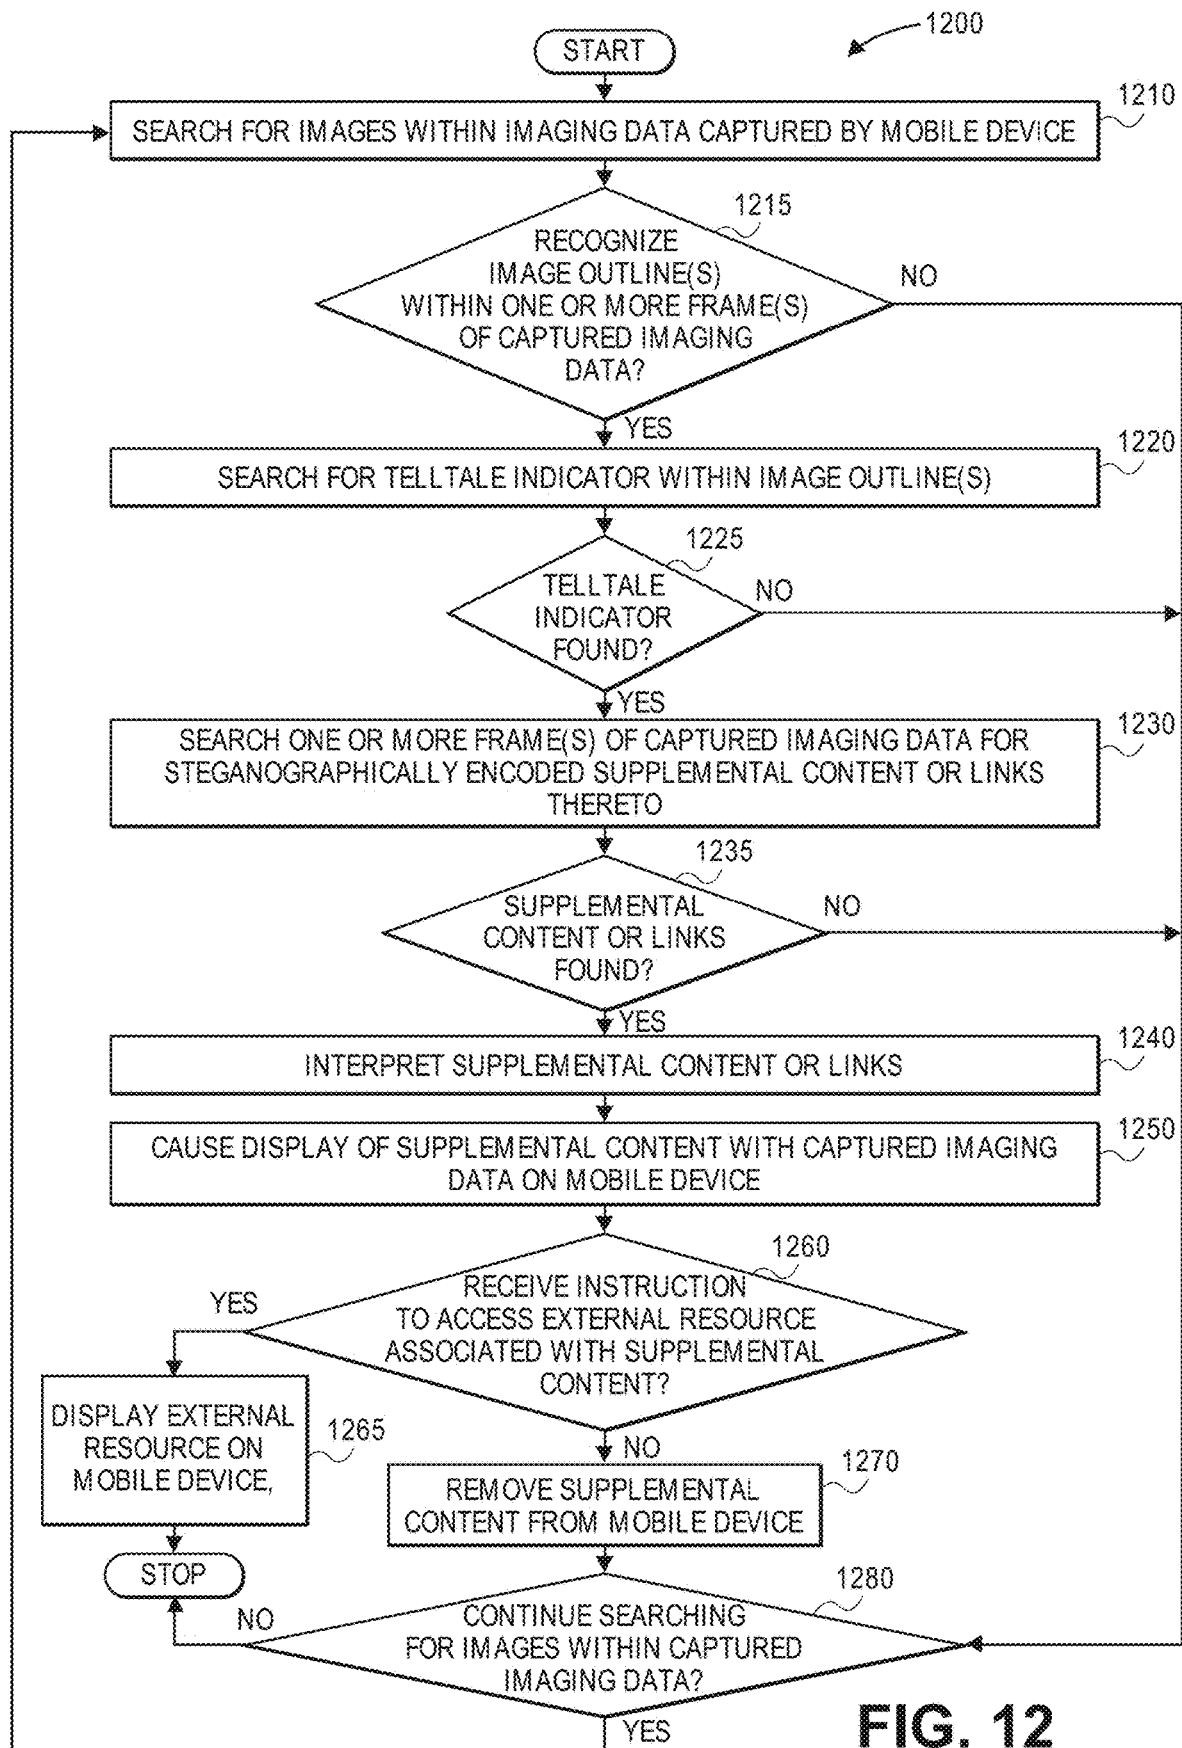 1200
START
1210
SEARCH FOR IMAGES WITHIN IMAGING DATA CAPTURED BY MOBILE DEVICE
1215
RECOGNIZE
IMAGE OUTLINE(S)
WITHIN ONE OR MORE FRAME(S)
OF CAPTURED IMAGING
DATA?
NO
YES
1220
SEARCH FOR TELLTALE INDICATOR WITHIN IMAGE OUTLINE(S)
1225
TELLTALE
INDICATOR
FOUND?
NO
YES
1230
SEARCH ONE OR MORE FRAME(S) OF CAPTURED IMAGING DATA FOR
STEGANOGRAPHICALLY ENCODED SUPPLEMENTAL CONTENT OR LINKS
THERETO
1235
SUPPLEMENTAL
CONTENT OR LINKS
FOUND?
NO
YES
1240
INTERPRET SUPPLEMENTAL CONTENT OR LINKS
1250
CAUSE DISPLAY OF SUPPLEMENTAL CONTENT WITH CAPTURED IMAGING
DATA ON MOBILE DEVICE
1260
RECEIVE INSTRUCTION
TO ACCESS EXTERNAL RESOURCE
ASSOCIATED WITH SUPPLEMENTAL
CONTENT?
YES
DISPLAY EXTERNAL
RESOURCE ON
MOBILE DEVICE,
1265
NO
1270
REMOVE SUPPLEMENTAL
CONTENT FROM MOBILE DEVICE
STOP
1280
NO
CONTINUE SEARCHING
FOR IMAGES WITHIN CAPTURED
IMAGING DATA?
YES
FIG. 12